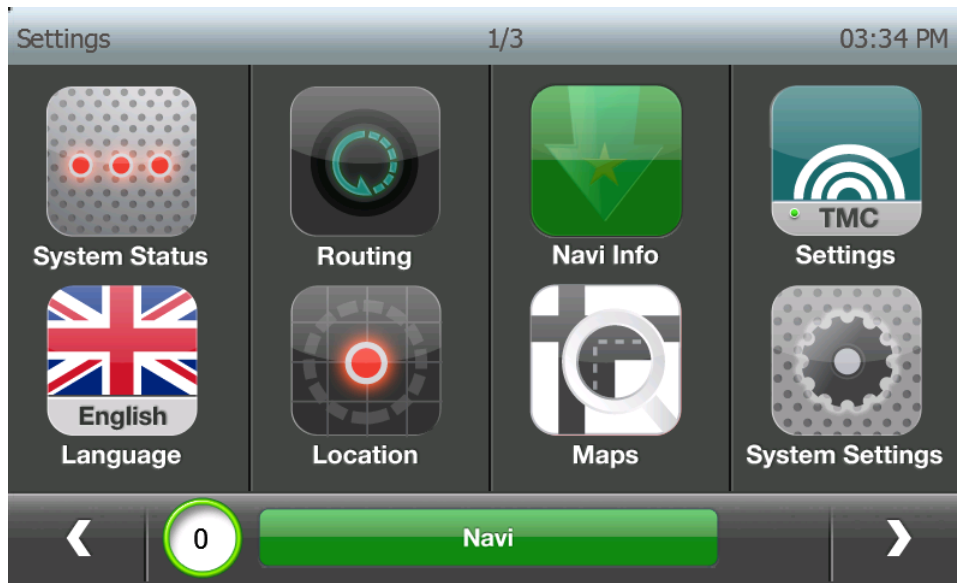 Settings 1/3 03:34 PM
TMC
System Status Routing Navi Info Settings
English
Language Location Maps System Settings
0 Navi